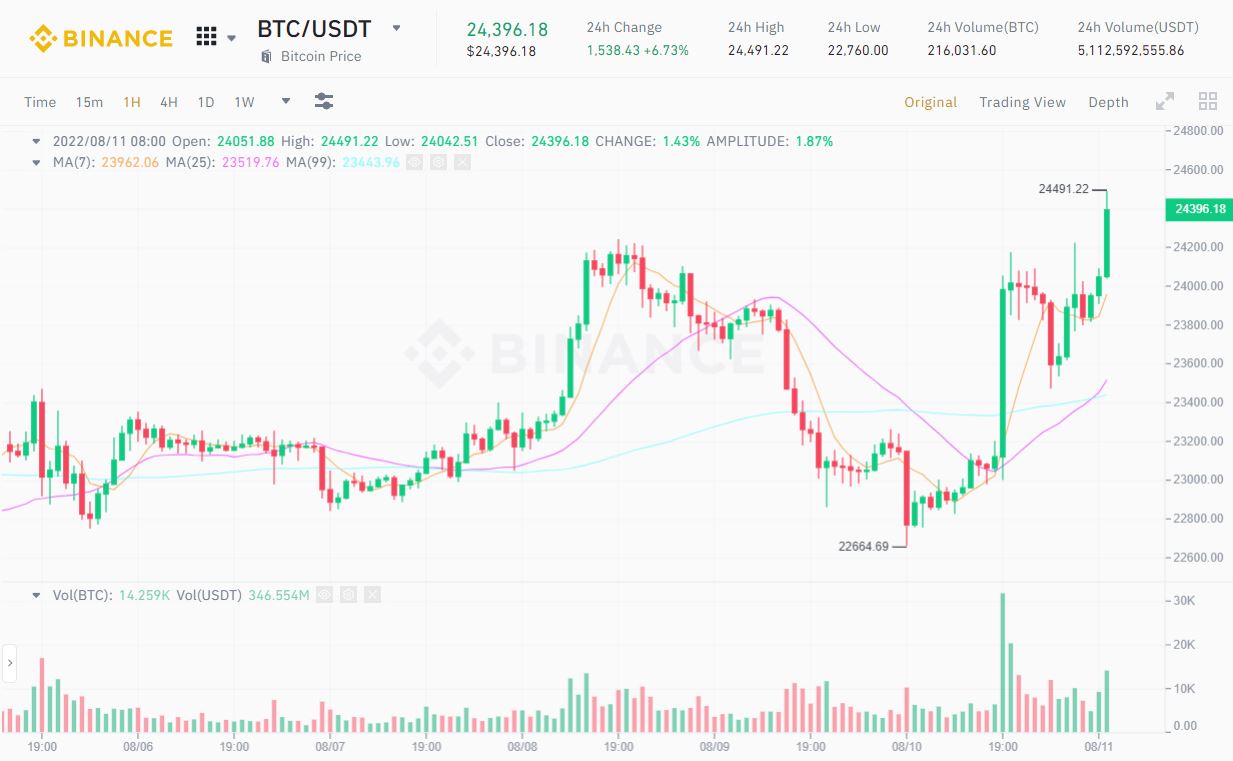 BINANCE
BTC/USDT
Bitcoin Price
24,396.18
$24,396.18
24h Change
1,538.43 +6.73%
24h High
24,491.22
24h Low
22,760.00
24h Volume(BTC)
216,031.60
24h Volume(USDT)
5,112,592,555.86
Time 15m 1H 4H 1D 1W
Original Trading View Depth
2022/08/11 08:00 Open: 24051.88 High: 24491.22 Low: 24042.51 Close: 24396.18 CHANGE: 1.43% AMPLITUDE: 1.87%
MA(7): 23962.06 MA(25): 23519.76 MA(99): 23443.96
24800.00
24600.00
24491.22
24396.18
24200.00
24000.00
23800.00
BINANCE
23600.00
23400.00
23200.00
23000.00
22800.00
22664.69
22600.00
Vol(BTC): 14.259K Vol(USDT) 346.554M
30K
20K
10K
0.00
19:00 08/06 19:00 08/07 19:00 08/08 19:00 08/09 19:00 08/10 19:00 08/11